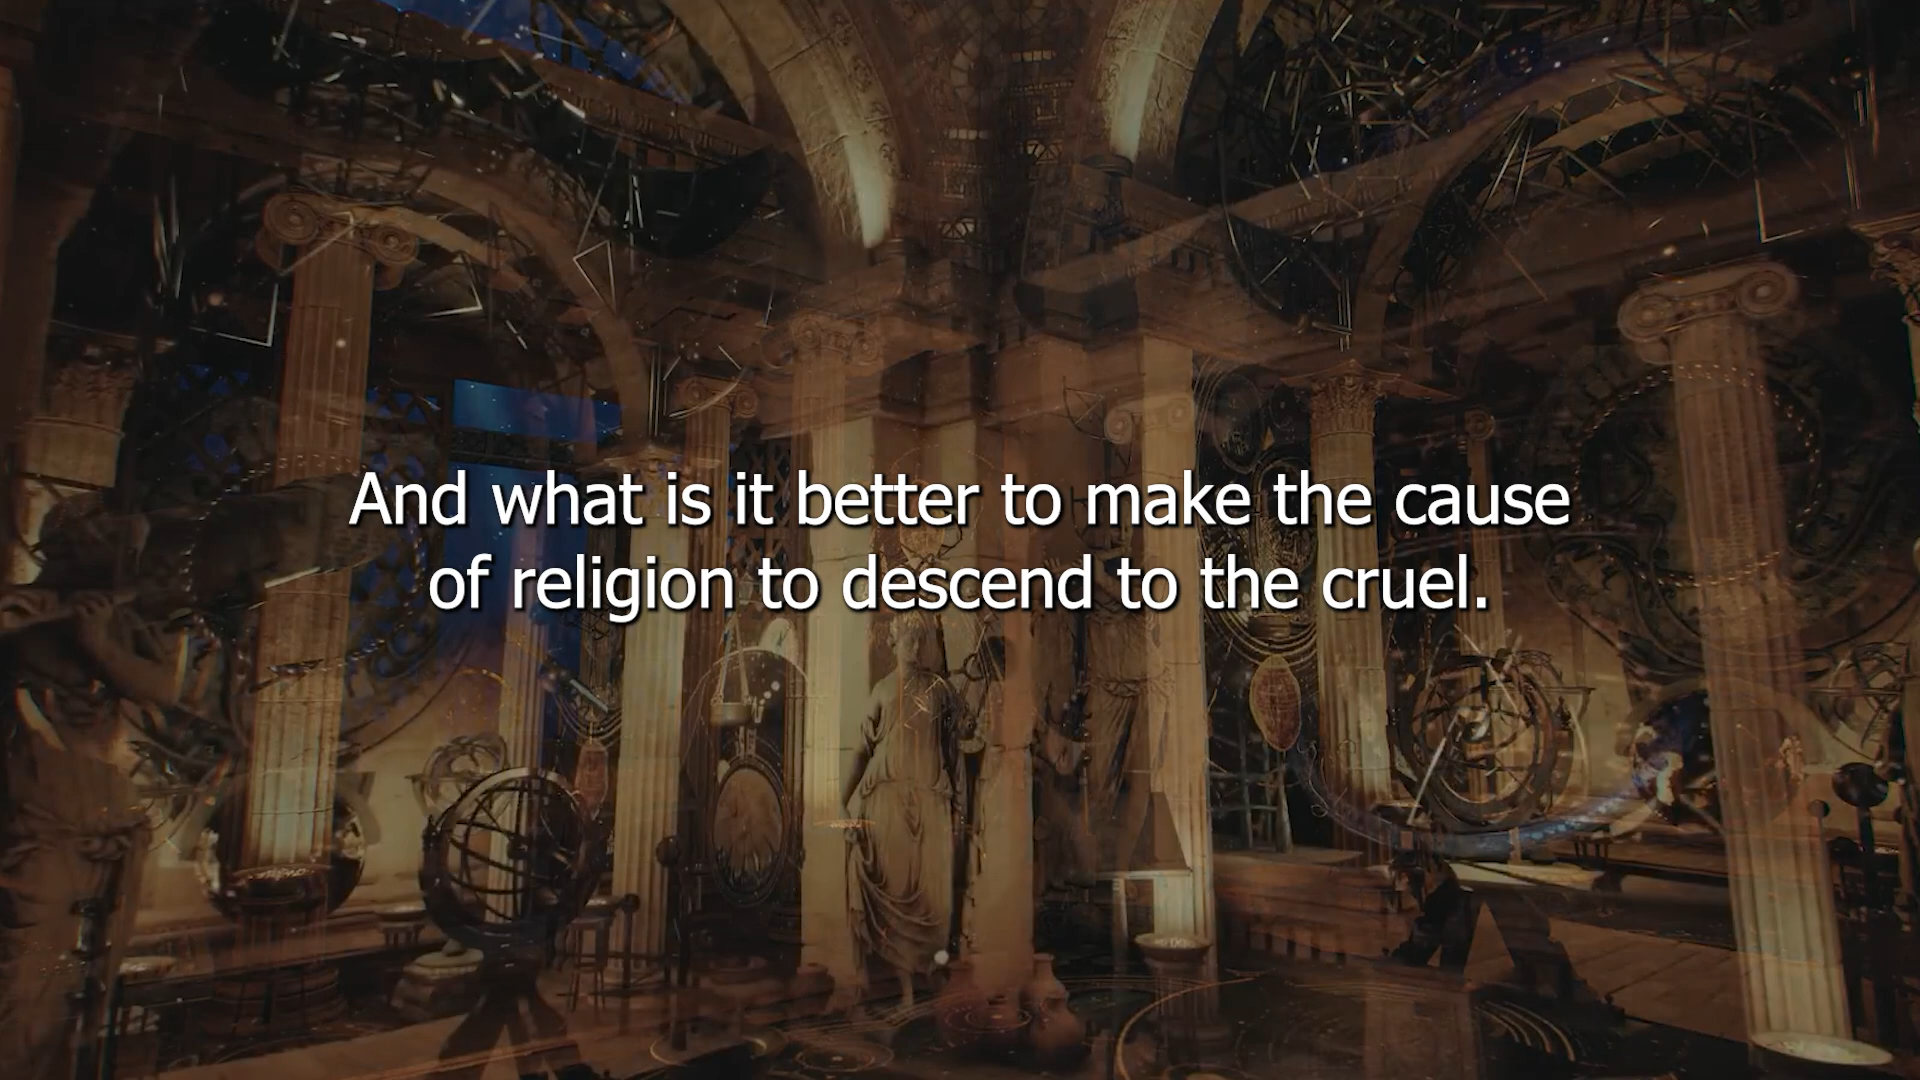 And what is it better to make the cause
of religion to descend to the cruel.